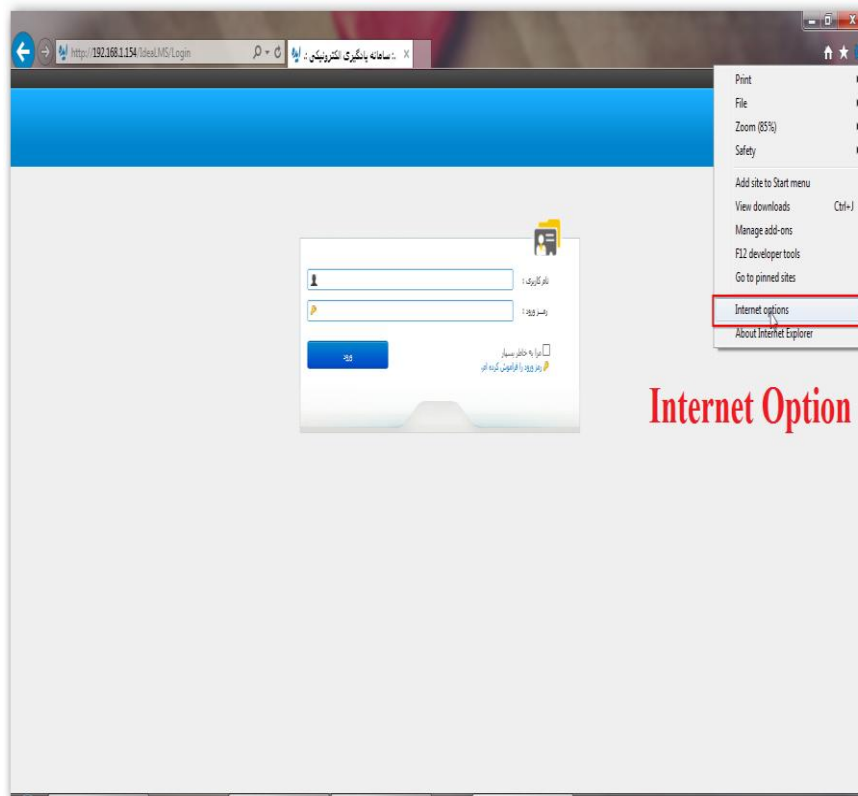 http://192.168.1.154/IdealLMS/Login
.: سامانه یادگیری الکترونیکی :.
Print
File
Zoom (85%)
Safety
Add site to Start menu
View downloads Ctrl+J
Manage add-ons
F12 developer tools
Go to pinned sites
Internet options
About Internet Explorer
نام کاربری :
رمـز ورود :
مرا به خاطر بسپار
رمز ورود را فراموش کرده ام.
ورود
Internet Option